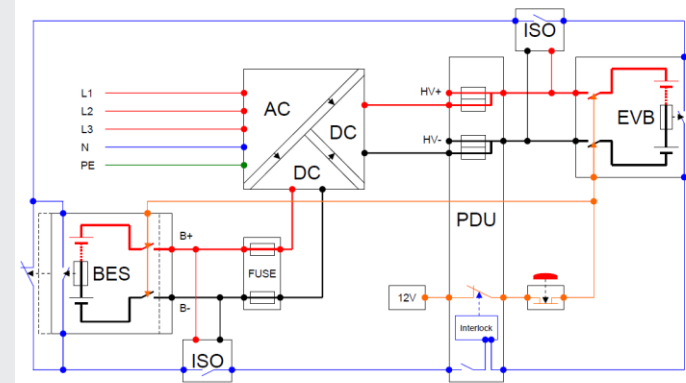 ISO
L1
L2
L3
N
PE
AC
DC
DC
HV+
HV-
EVB
PDU
BES
B+
B-
FUSE
12V
Interlock
ISO